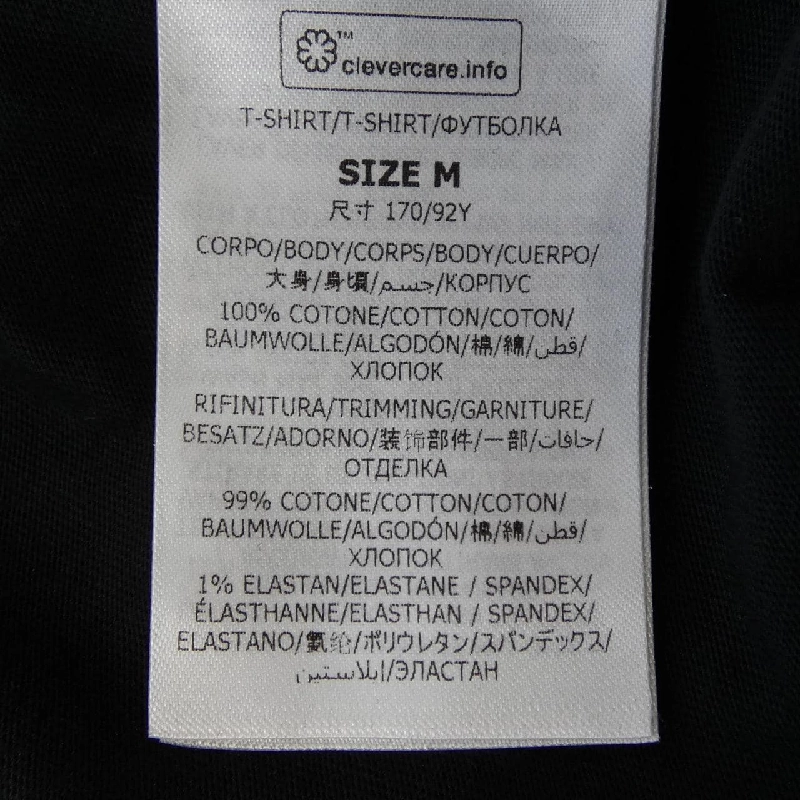 ™
clevercare.info
T-SHIRT/T-SHIRT/ФУТБОЛКА
SIZE M
尺寸 170/92Y
CORPO/BODY/CORPS/BODY/CUERPO/
大身/身頃/جسم/КОРПУС
100% COTONE/COTTON/COTON/
BAUMWOLLE/ALGODÓN/棉/綿/قطن/
ХЛОПОК
RIFINITURA/TRIMMING/GARNITURE/
BESATZ/ADORNO/装饰部件/一部/حافات/
ОТДЕЛКА
99% COTONE/COTTON/COTON/
BAUMWOLLE/ALGODÓN/棉/綿/قطن/
ХЛОПОК
1% ELASTAN/ELASTANE / SPANDEX/
ÉLASTHANNE/ELASTHAN / SPANDEX/
ELASTANO/氨纶/ポリウレタン/スパンデックス/
إيلاستين/ЭЛАСТАН